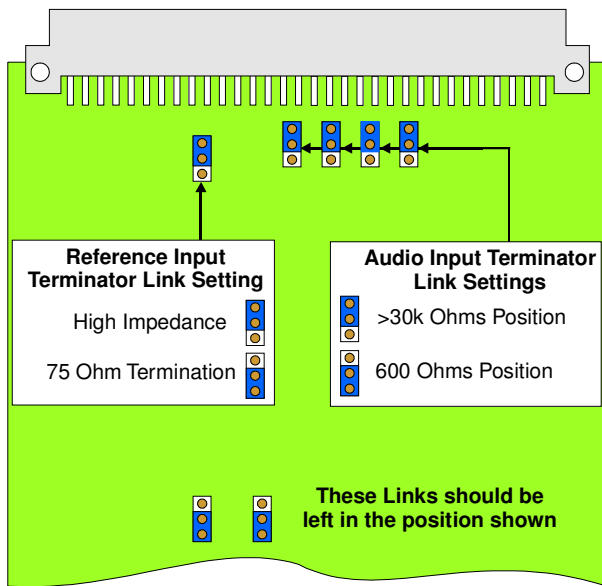 Reference Input
Terminator Link Setting
High Impedance
75 Ohm Termination
Audio Input Terminator
Link Settings
>30k Ohms Position
600 Ohms Position
These Links should be
left in the position shown